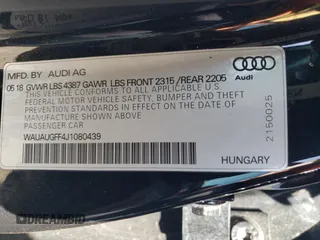 MFD. BY AUDI AG
05 18 GVWR LBS 4387 GAWR LBS FRONT 2315 /REAR 2205
THIS VEHICLE CONFORMS TO ALL APPLICABLE
FEDERAL MOTOR VEHICLE SAFETY, BUMPER, AND THEFT
PREVENTION STANDARDS IN EFFECT ON THE DATE OF
MANUFACTURE SHOWN ABOVE
PASSENGER CAR
WAUAUGFF4J1080439
Audi
2150025
HUNGARY
DREAMBID